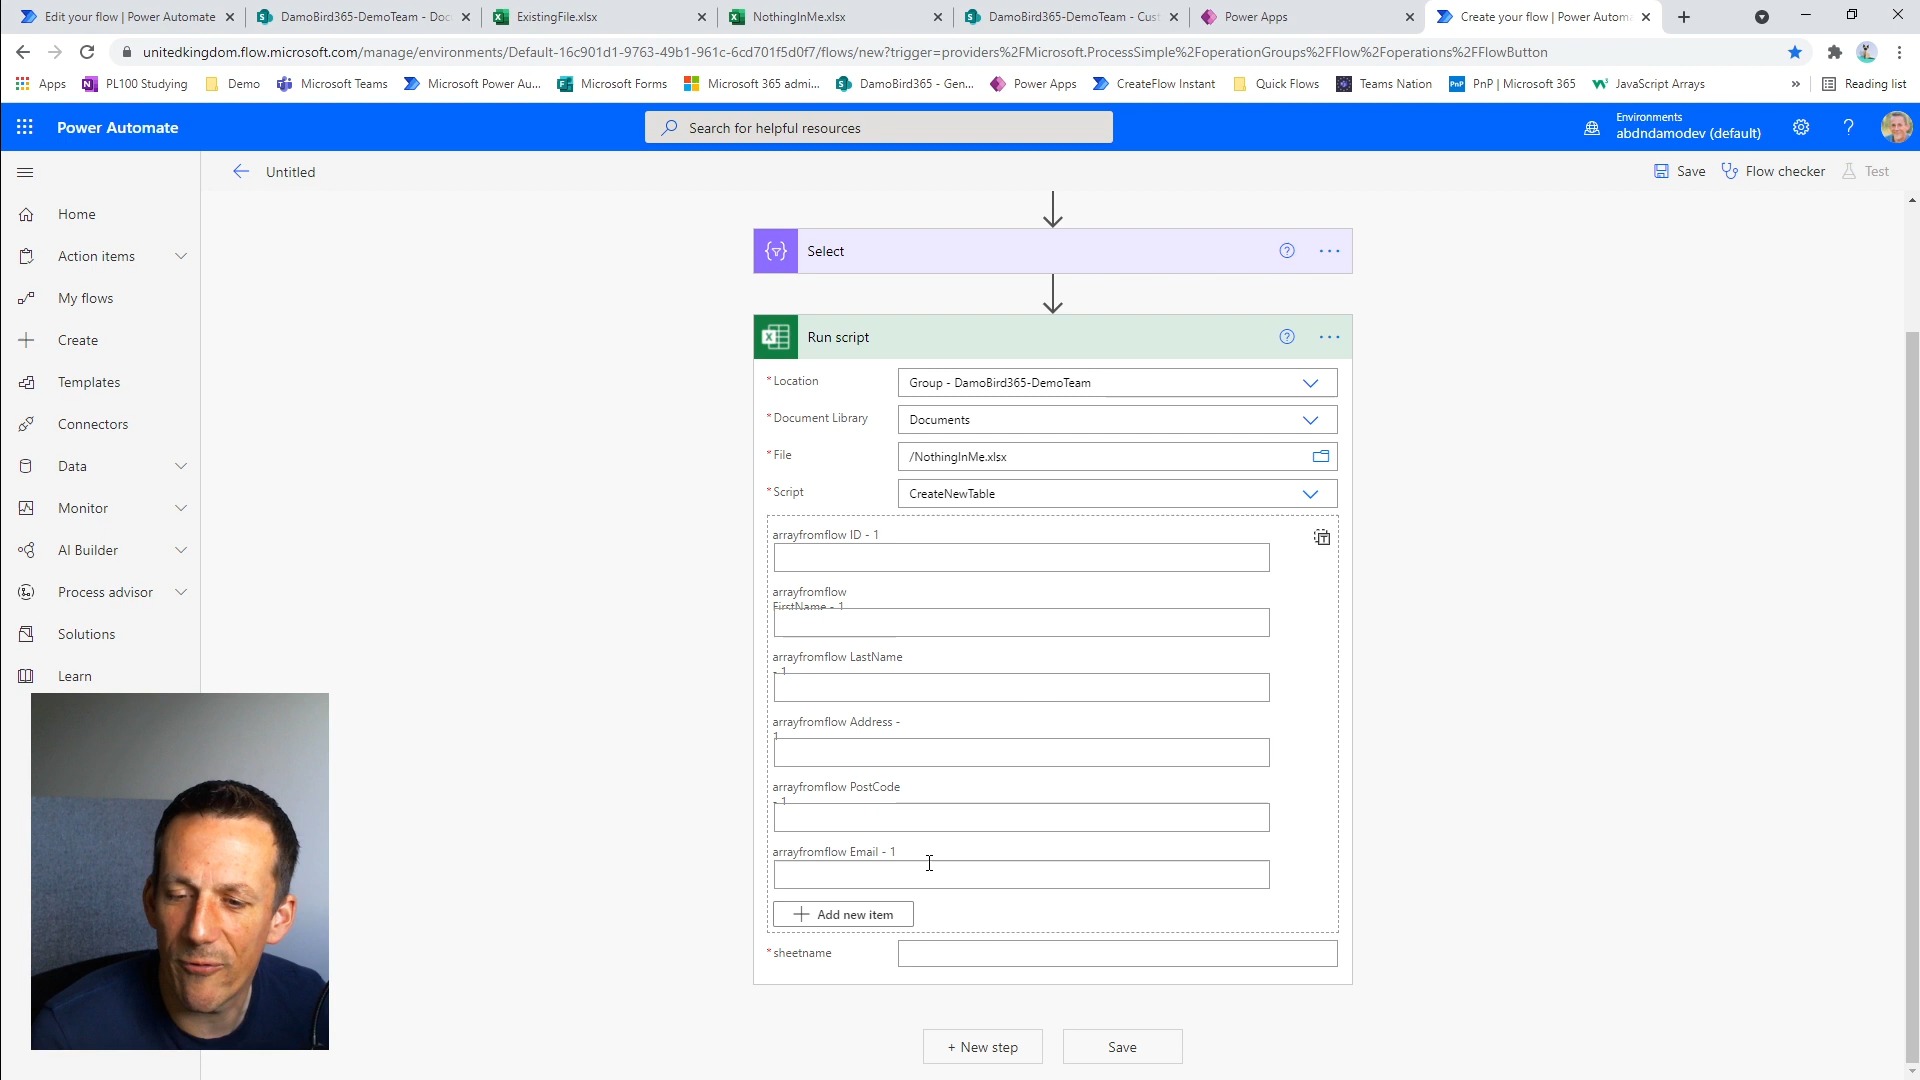 Edit your flow | Power Automate
DamoBird365-DemoTeam - Doc
ExistingFile.xlsx
NothingInMe.xlsx
DamoBird365-DemoTeam - Cust
Power Apps
Create your flow | Power Automa
unitedkingdom.flow.microsoft.com/manage/environments/Default-16c901d1-9763-49b1-961c-6cd701f5d0f7/flows/new?trigger=providers%2FMicrosoft.ProcessSimple%2FoperationGroups%2FFlow%2Foperations%2FFlowButton
Apps
PL100 Studying
Demo
Microsoft Teams
Microsoft Power Au...
Microsoft Forms
Microsoft 365 admi...
DamoBird365 - Gen...
Power Apps
CreateFlow Instant
Quick Flows
Teams Nation
PnP | Microsoft 365
JavaScript Arrays
»
Reading list
Power Automate
Search for helpful resources
Environments
abdndamodev (default)
Untitled
Save
Flow checker
Test
Home
Action items
My flows
Create
Templates
Connectors
Data
Monitor
AI Builder
Process advisor
Solutions
Learn
Select
Run script
* Location
Group - DamoBird365-DemoTeam
* Document Library
Documents
* File
/NothingInMe.xlsx
* Script
CreateNewTable
arrayfromflow ID - 1
arrayfromflow
FirstName - 1
arrayfromflow LastName
- 1
arrayfromflow Address -
1
arrayfromflow PostCode
- 1
arrayfromflow Email - 1
Add new item
* sheetname
+ New step
Save